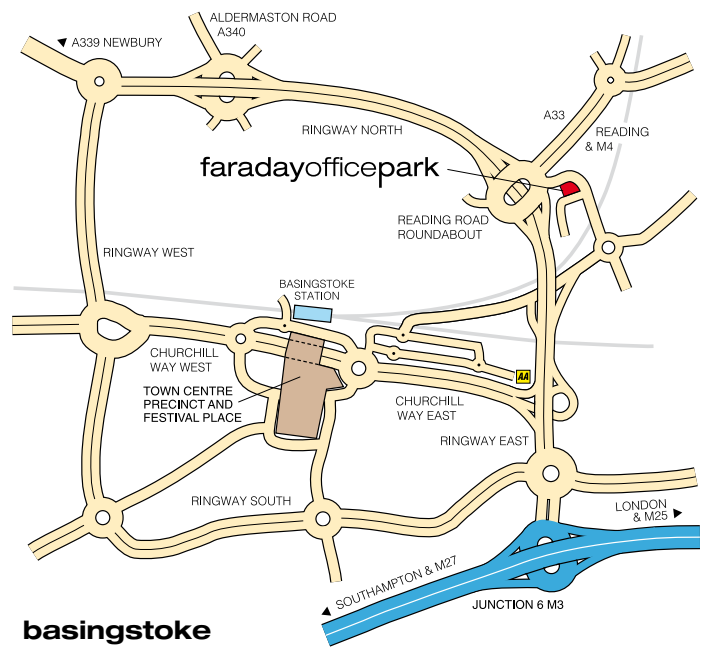 ALDERMASTON ROAD
A340
A339 NEWBURY
A33
RINGWAY NORTH
READING
& M4
faradayofficepark
READING ROAD
ROUNDABOUT
RINGWAY WEST
BASINGSTOKE
STATION
CHURCHILL
WAY WEST
AA
TOWN CENTRE
PRECINCT AND
FESTIVAL PLACE
CHURCHILL
WAY EAST
RINGWAY EAST
RINGWAY SOUTH
LONDON
& M25
SOUTHAMPTON & M27
JUNCTION 6 M3
basingstoke